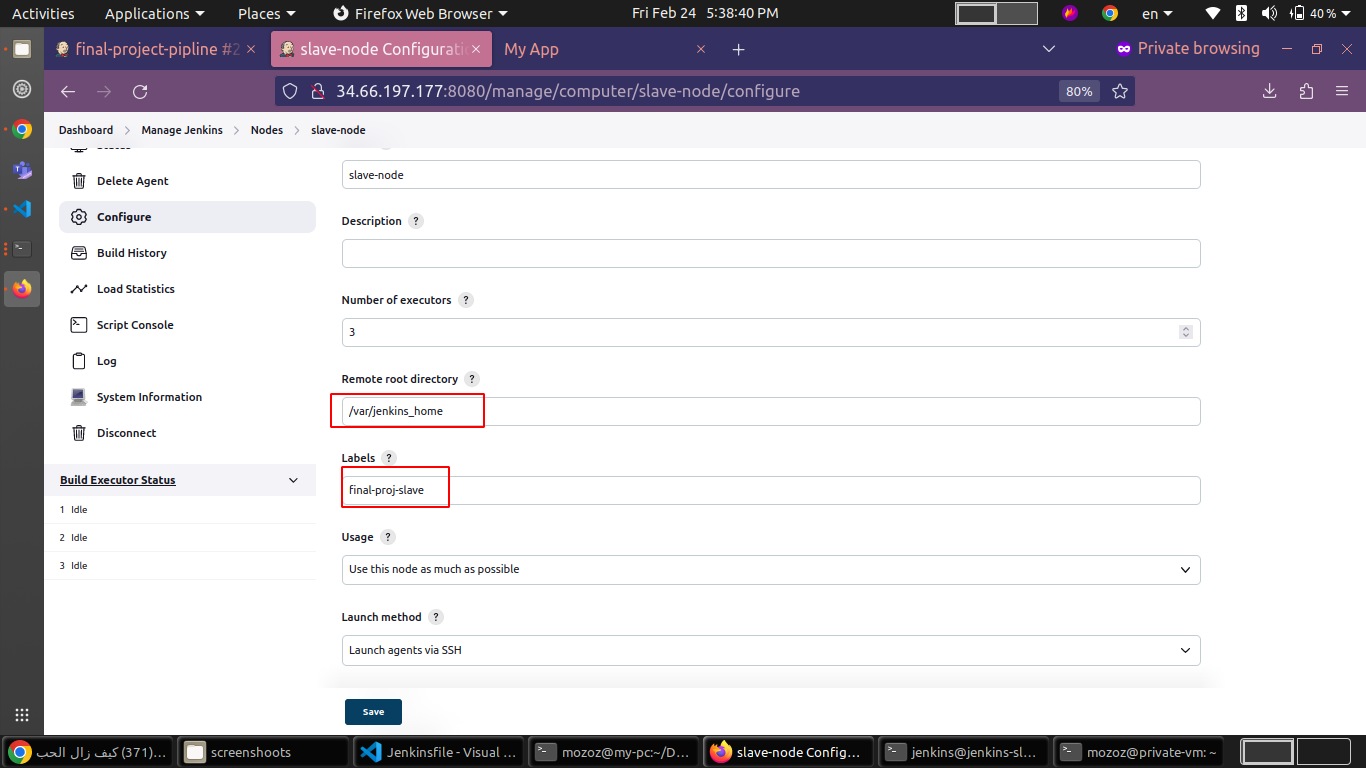 Activities Applications Places Firefox Web Browser Fri Feb 24 5:38:40 PM en 40 %
final-project-pipline #2 slave-node Configuratio My App Private browsing
34.66.197.177:8080/manage/computer/slave-node/configure 80%
Dashboard Manage Jenkins Nodes slave-node
Status
Delete Agent
Configure
Build History
Load Statistics
Script Console
Log
System Information
Disconnect
Build Executor Status
1 Idle
2 Idle
3 Idle
slave-node
Description ?
Number of executors ?
3
Remote root directory ?
/var/jenkins_home
Labels ?
final-proj-slave
Usage ?
Use this node as much as possible
Launch method ?
Launch agents via SSH
Save
(371) كيف زال الحب... screenshoots Jenkinsfile - Visual ... mozoz@my-pc:~/D... slave-node Config... jenkins@jenkins-sl... mozoz@private-vm: ~